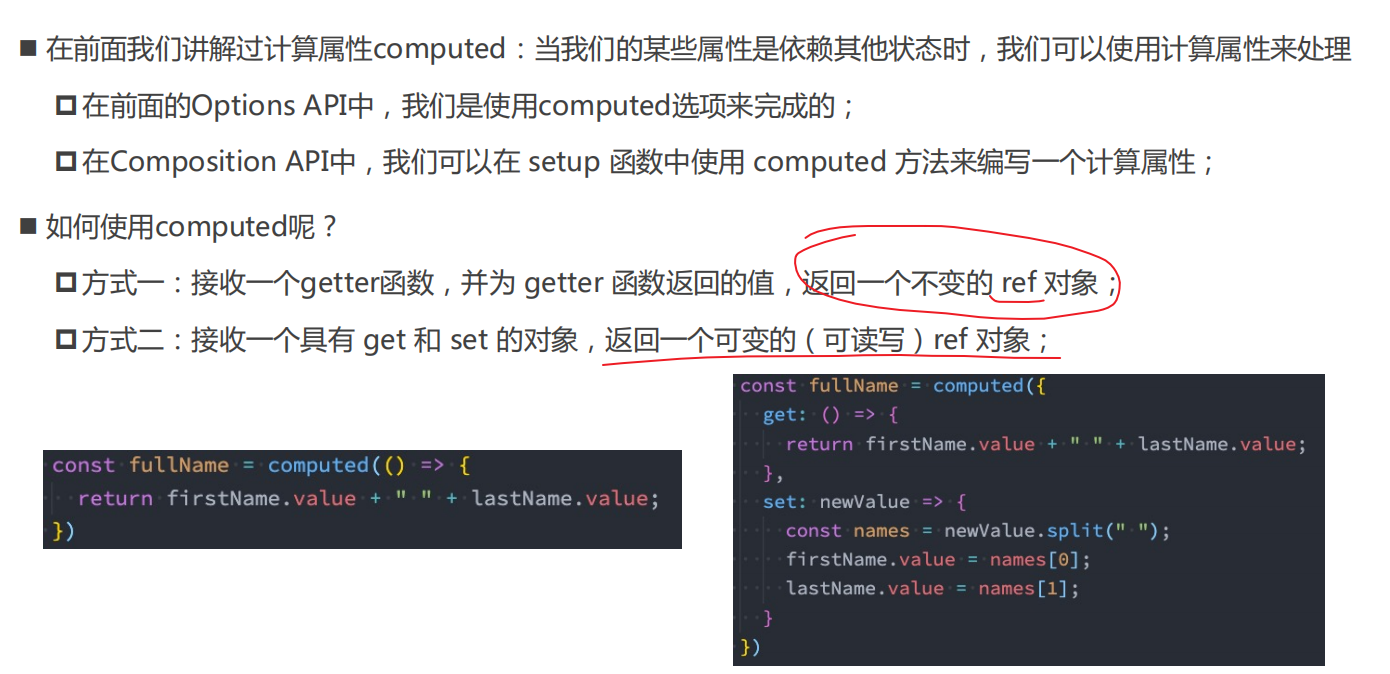 ■ 在前面我们讲解过计算属性computed：当我们的某些属性是依赖其他状态时，我们可以使用计算属性来处理
在前面的Options API中，我们是使用computed选项来完成的；
在Composition API中，我们可以在 setup 函数中使用 computed 方法来编写一个计算属性；
■ 如何使用computed呢？
方式一：接收一个getter函数，并为 getter 函数返回的值，返回一个不变的 ref 对象；
方式二：接收一个具有 get 和 set 的对象，返回一个可变的（可读写）ref 对象；
const fullName = computed(() => {
return firstName.value + " " + lastName.value;
})
const fullName = computed({
get: () => {
return firstName.value + " " + lastName.value;
},
set: newValue => {
const names = newValue.split(" ");
firstName.value = names[0];
lastName.value = names[1];
}
})